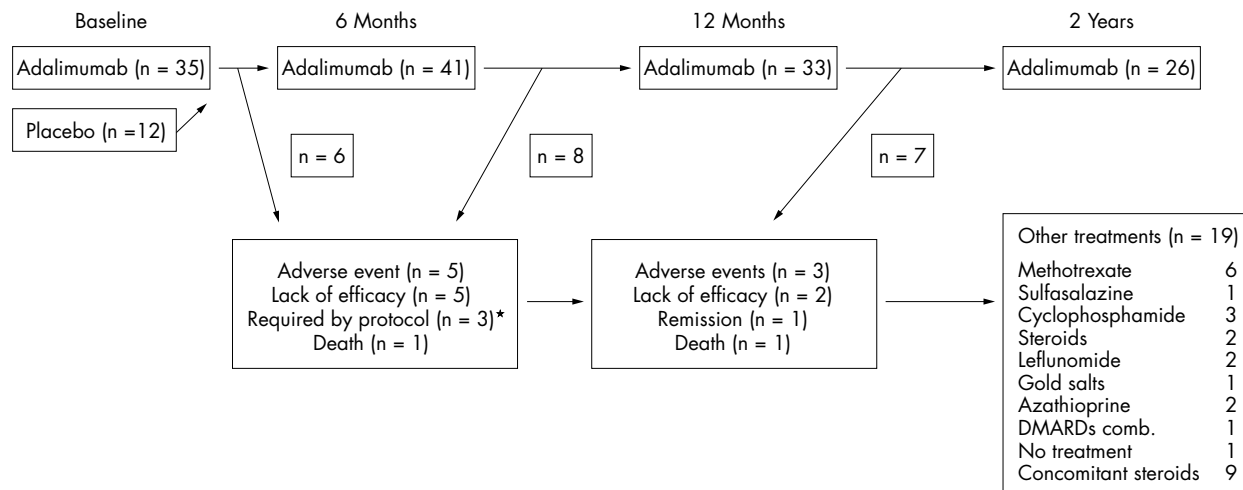 Baseline
6 Months
12 Months
2 Years
Adalimumab (n = 35)
Adalimumab (n = 41)
Adalimumab (n = 33)
Adalimumab (n = 26)
Placebo (n =12)
n = 6
n = 8
n = 7
Adverse event (n = 5)
Lack of efficacy (n = 5)
Required by protocol (n = 3)★
Death (n = 1)
Adverse events (n = 3)
Lack of efficacy (n = 2)
Remission (n = 1)
Death (n = 1)
Other treatments (n = 19)
Methotrexate 6
Sulfasalazine 1
Cyclophosphamide 3
Steroids 2
Leflunomide 2
Gold salts 1
Azathioprine 2
DMARDs comb. 1
No treatment 1
Concomitant steroids 9